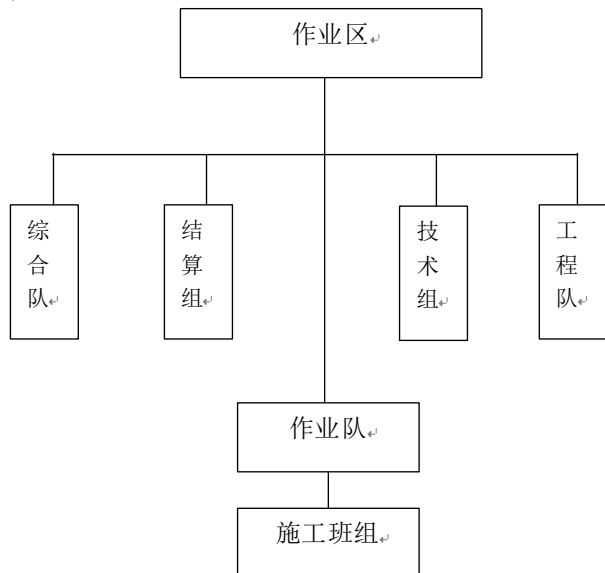 作业区
综合队
结算组
技术组
工程队
作业队
施工班组